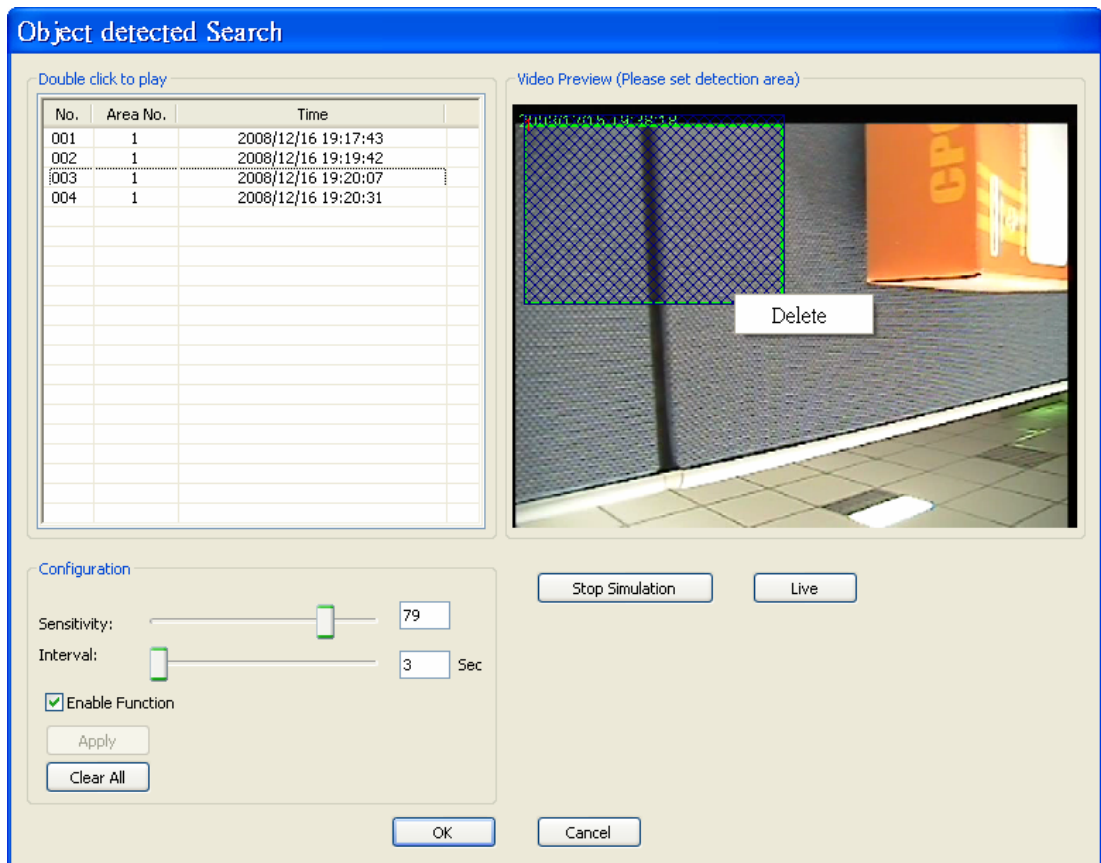 Object detected Search
Double click to play
No. Area No. Time
001 1 2008/12/16 19:17:43
002 1 2008/12/16 19:19:42
003 1 2008/12/16 19:20:07
004 1 2008/12/16 19:20:31
Video Preview (Please set detection area)
CPU
Delete
Configuration
Sensitivity: 79
Interval: 3 Sec
Enable Function
Apply
Clear All
Stop Simulation
Live
OK
Cancel